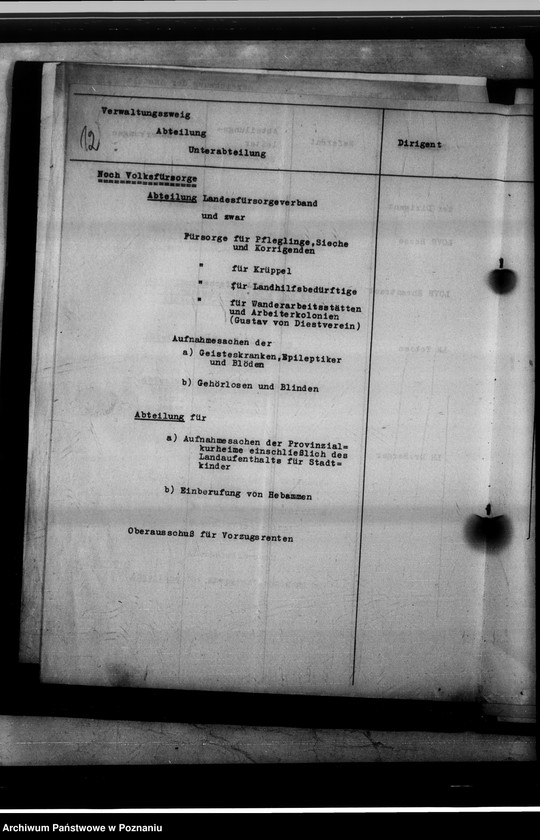 Verwaltungszweig
Abteilung
Unterabteilung
Dirigent
(12)
Noch Volksfürsorge
Abteilung Landesfürsorgeverband
und zwar
Fürsorge für Pfleglinge,Sieche
und Korrigenden
" für Krüppel
" für Landhilfsbedürftige
" für Wanderarbeitsstätten
und Arbeiterkolonien
(Gustav von Diestverein)
Aufnahmesachen der
a) Geisteskranken,Epileptiker
und Blöden
b) Gehörlosen und Blinden
Abteilung für
a) Aufnahmesachen der Provinzial=
kurheime einschließlich des
Landaufenthalts für Stadt=
kinder
b) Einberufung von Hebammen
Oberausschuß für Vorzugsrenten
Archiwum Państwowe w Poznaniu